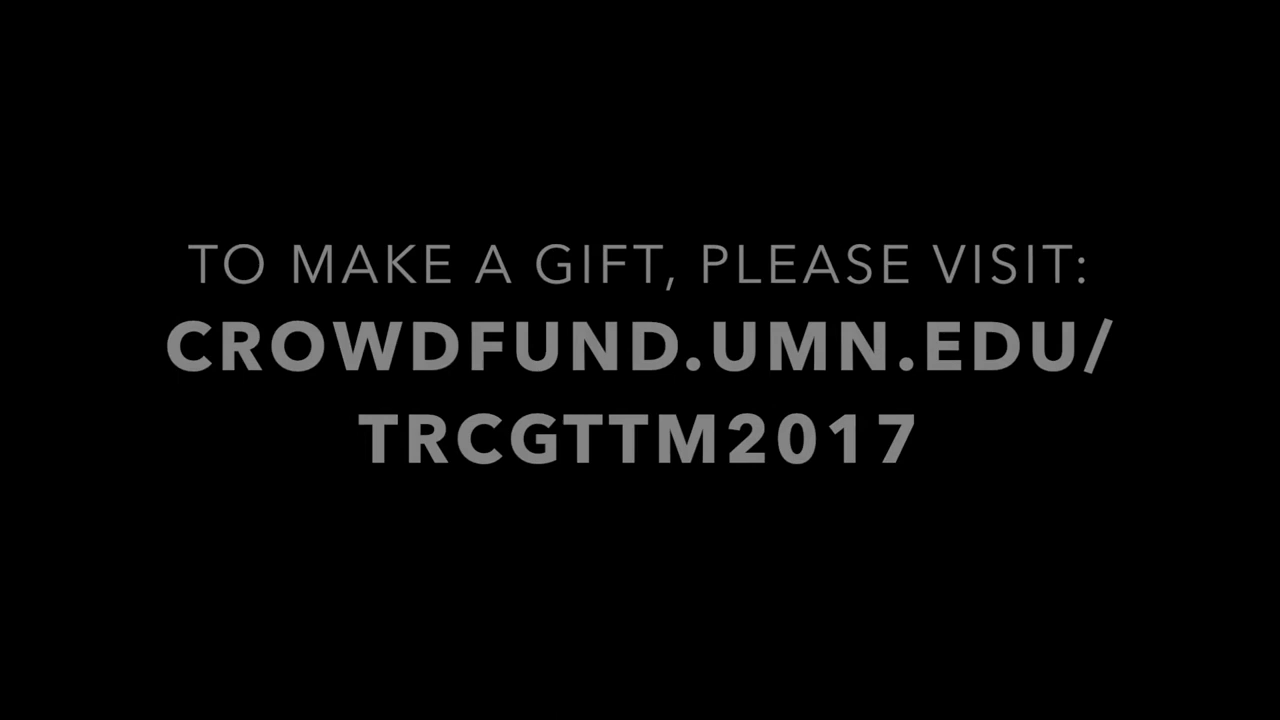 TO MAKE A GIFT, PLEASE VISIT:
CROWDFUND.UMN.EDU/
TRCGTTM2017